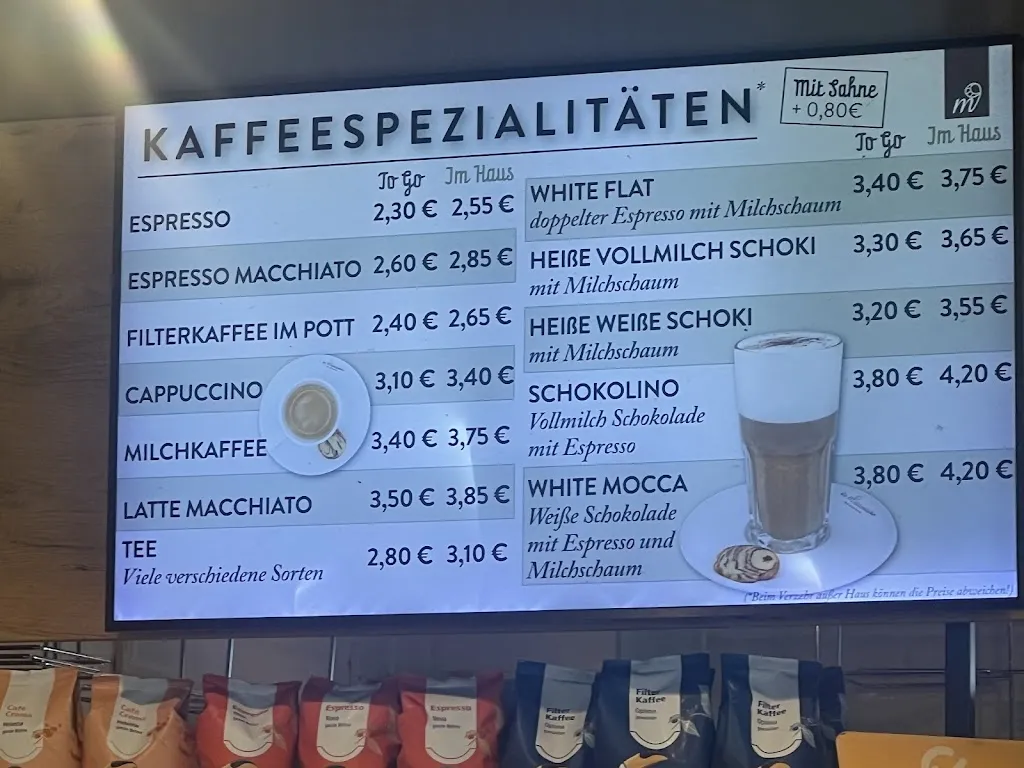 KAFFEESPEZIALITÄTEN*
Mit Sahne
+ 0,80€
m
To Go Im Haus
ESPRESSO 2,30 € 2,55 €
ESPRESSO MACCHIATO 2,60 € 2,85 €
FILTERKAFFEE IM POTT 2,40 € 2,65 €
CAPPUCCINO 3,10 € 3,40 €
MILCHKAFFEE 3,40 € 3,75 €
LATTE MACCHIATO 3,50 € 3,85 €
TEE 2,80 € 3,10 €
Viele verschiedene Sorten
To Go Im Haus
WHITE FLAT 3,40 € 3,75 €
doppelter Espresso mit Milchschaum
HEIßE VOLLMILCH SCHOKI 3,30 € 3,65 €
mit Milchschaum
HEIßE WEIßE SCHOKI 3,20 € 3,55 €
mit Milchschaum
SCHOKOLINO 3,80 € 4,20 €
Vollmilch Schokolade
mit Espresso
WHITE MOCCA 3,80 € 4,20 €
Weiße Schokolade
mit Espresso und
Milchschaum
(*Beim Verzehr außer Haus können die Preise abweichen!)
Café
Crema
Café
Crema
Espresso
Espresso
Filter
Kaffee
Filter
Kaffee
Filter
Kaffee